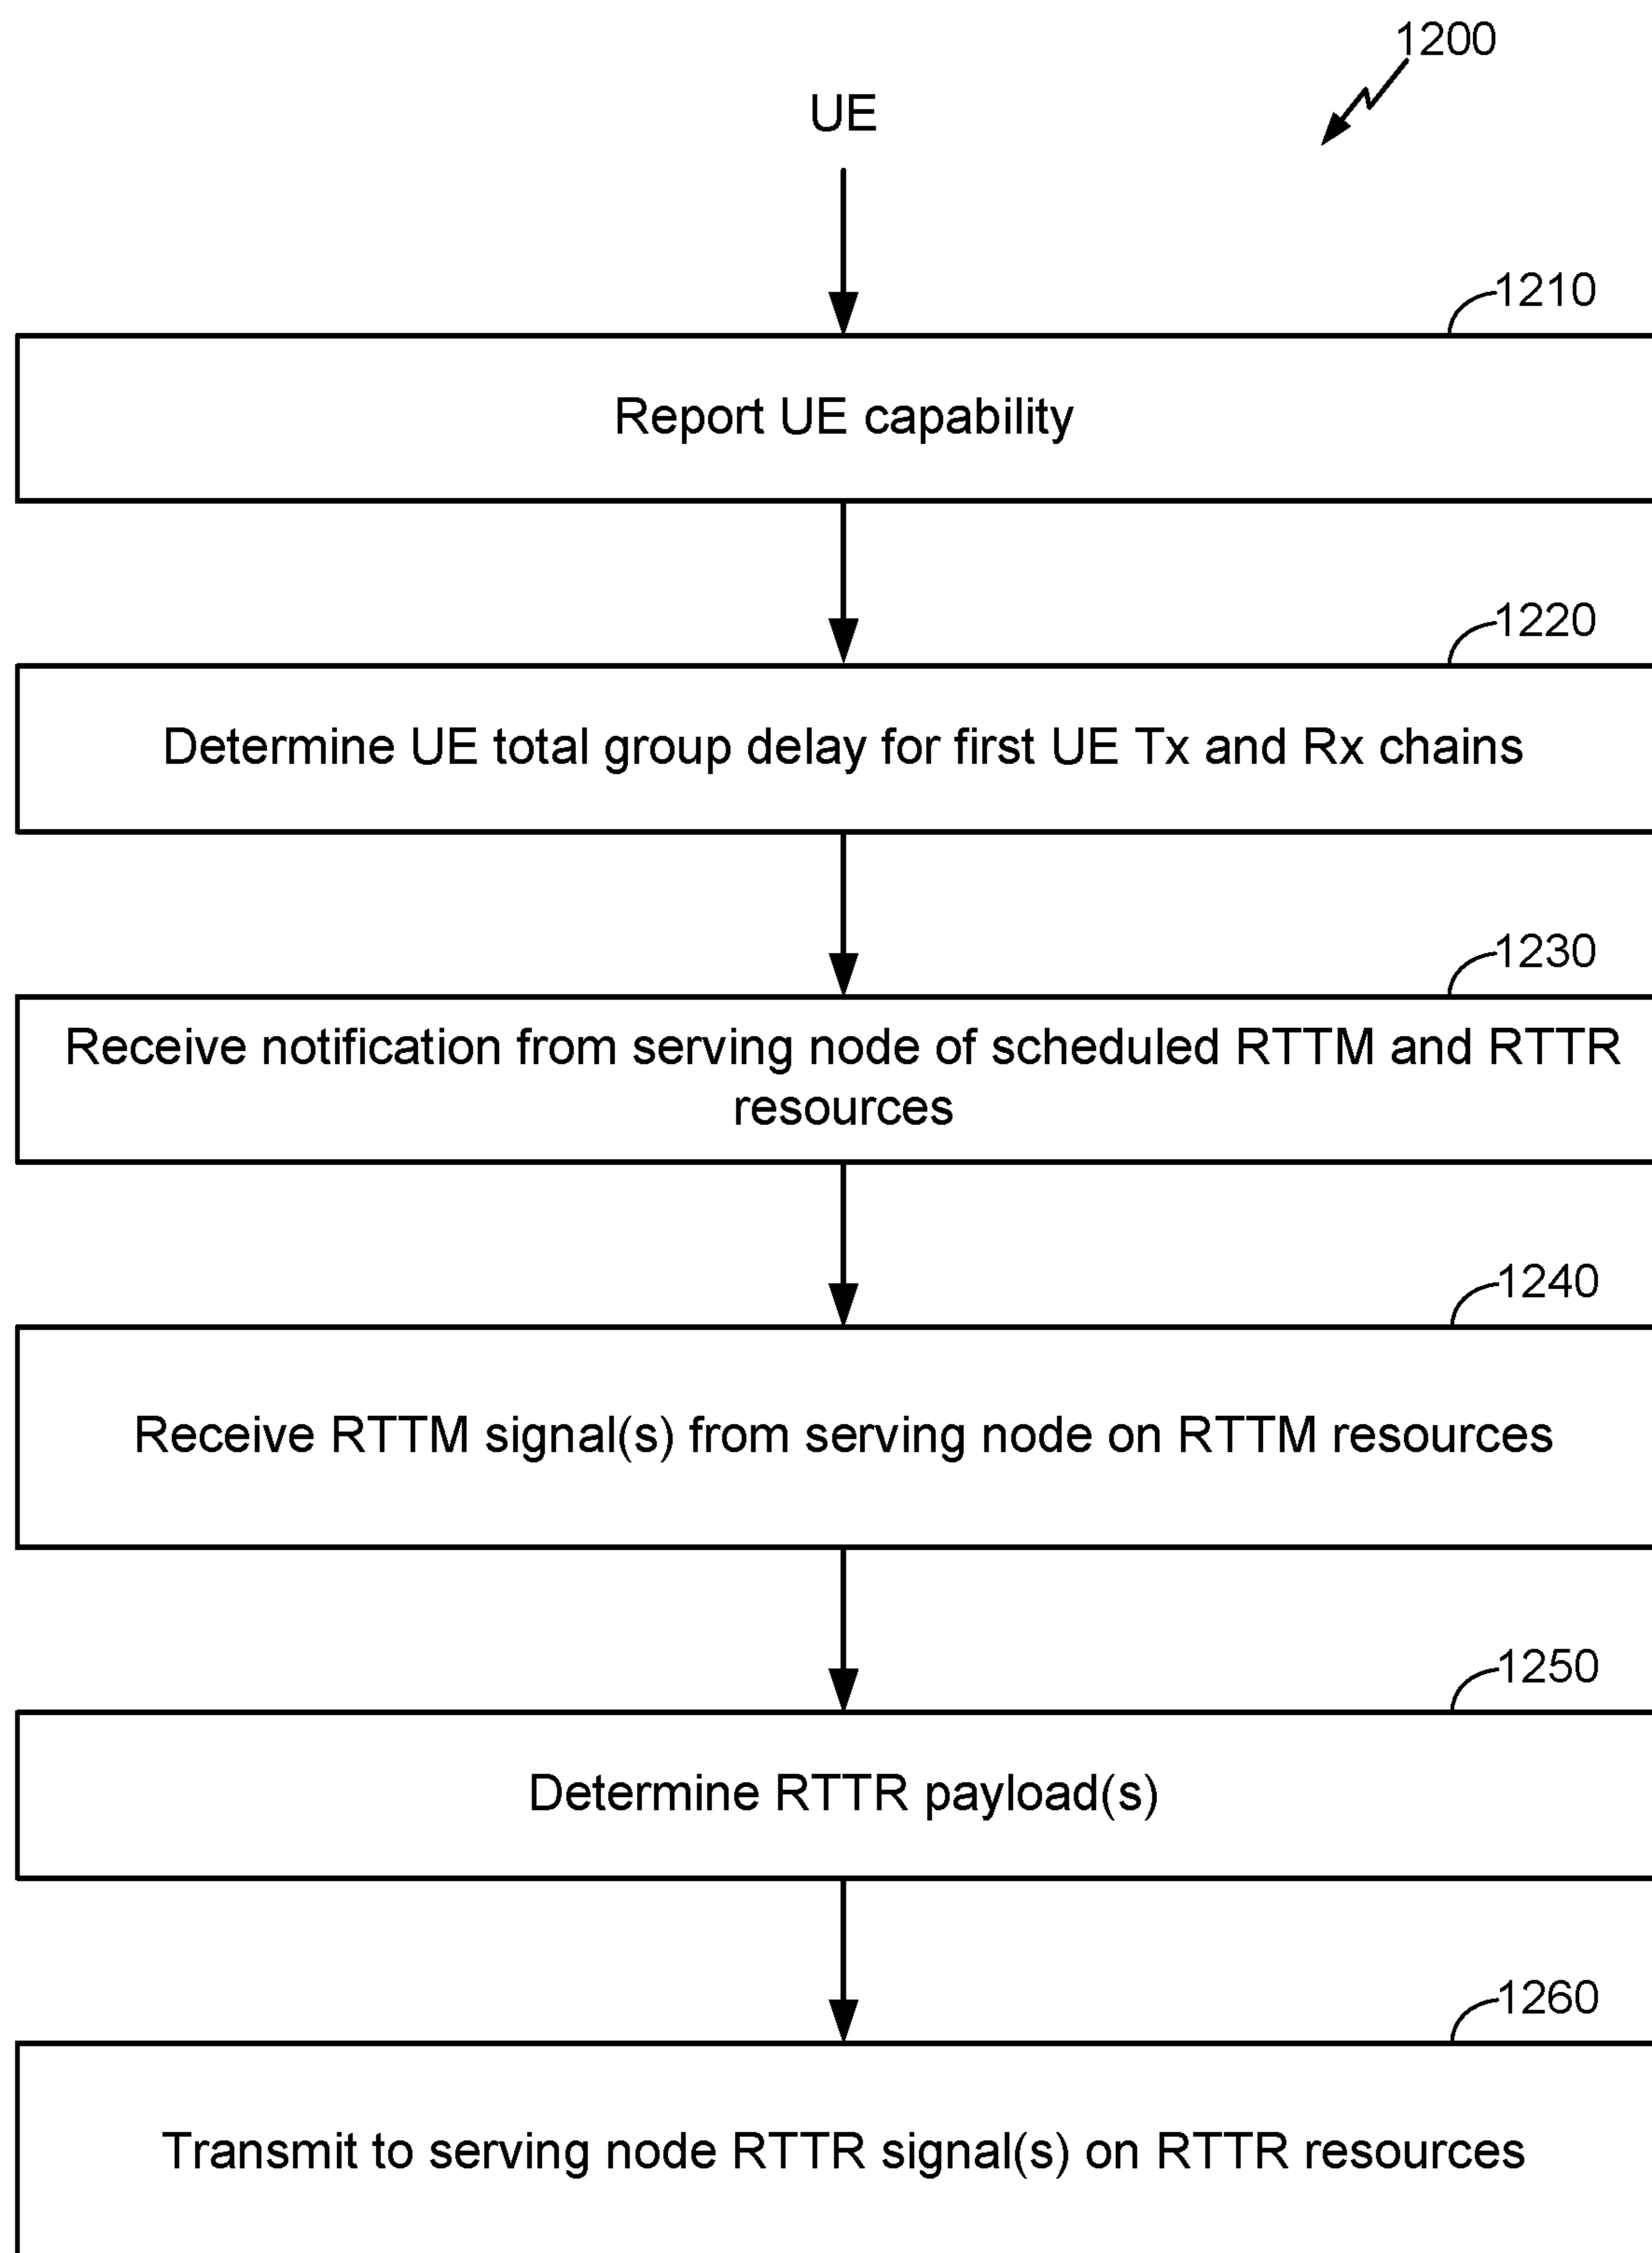 1200
UE
1210
Report UE capability
1220
Determine UE total group delay for first UE Tx and Rx chains
1230
Receive notification from serving node of scheduled RTTM and RTTR
resources
1240
Receive RTTM signal(s) from serving node on RTTM resources
1250
Determine RTTR payload(s)
1260
Transmit to serving node RTTR signal(s) on RTTR resources